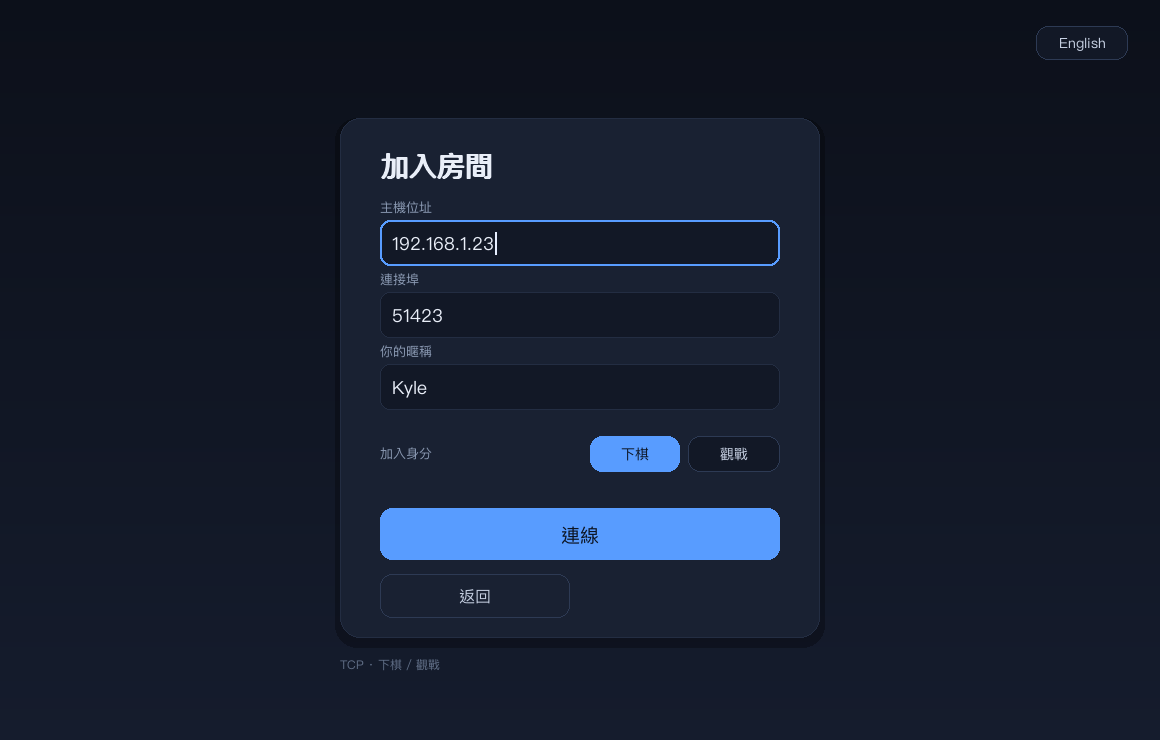 English
加入房間
主機位址
192.168.1.23
連接埠
51423
你的暱稱
Kyle
加入身分 下棋 觀戰
連線
返回
TCP · 下棋 / 觀戰